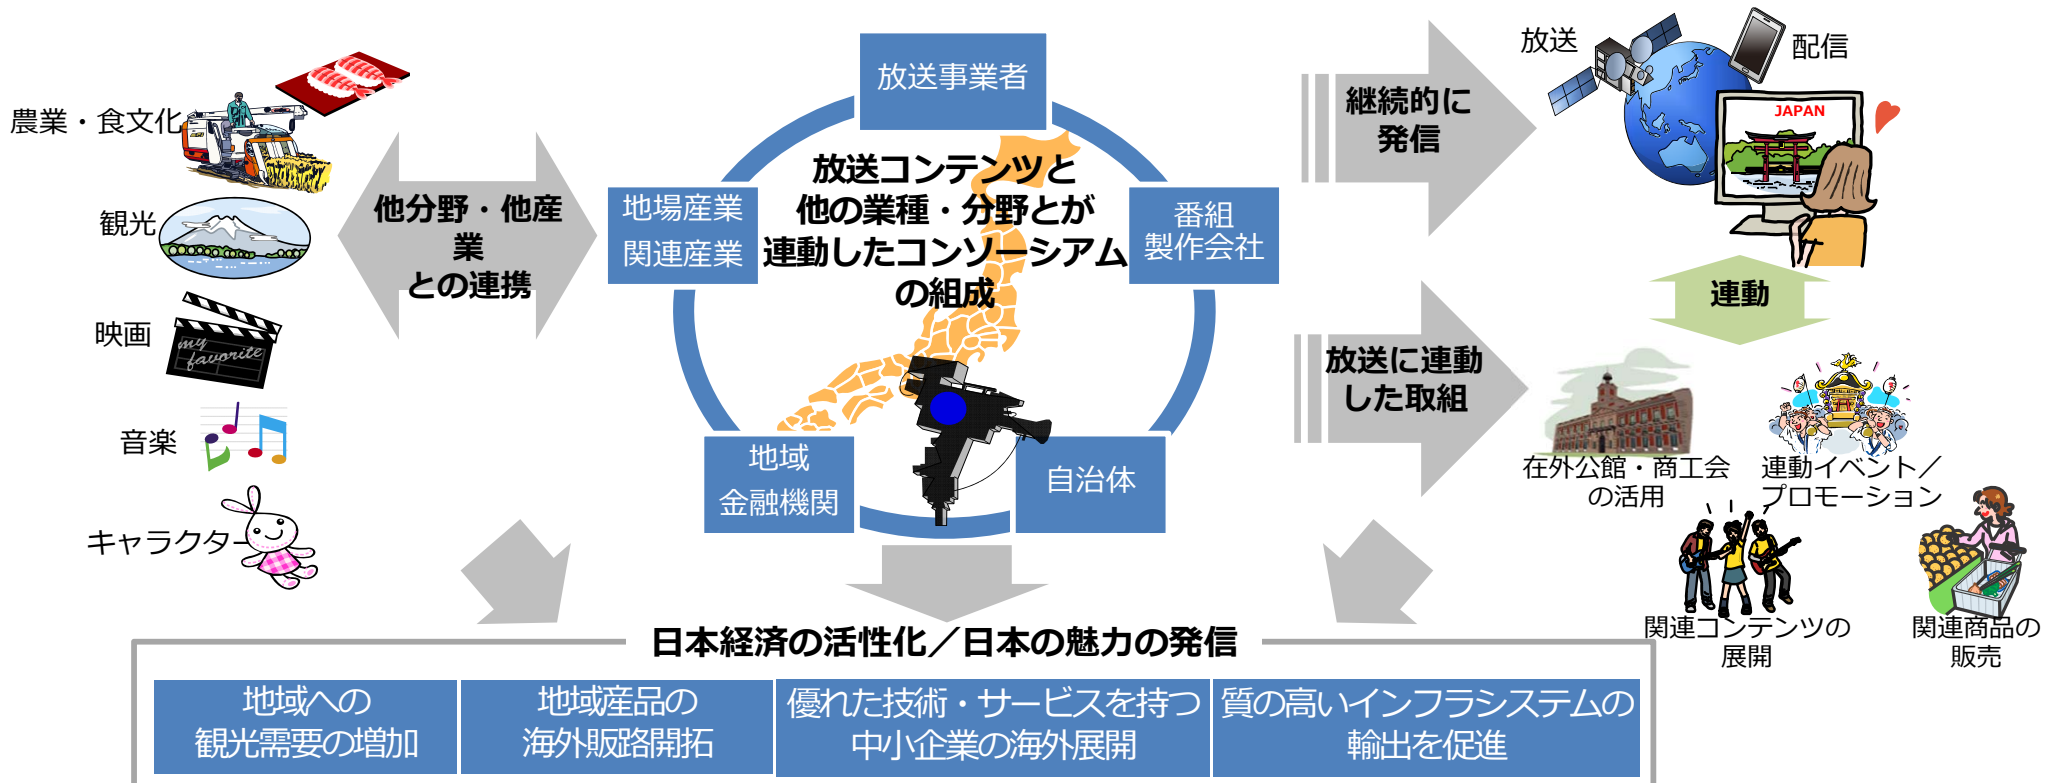 農業・食文化
観光
映画
my
favorite
音楽
キャラクター
他分野・他産
業
との連携
放送事業者
地場産業
関連産業
番組
製作会社
地域
金融機関
自治体
放送コンテンツと
他の業種・分野とが
連動したコンソーシアム
の組成
継続的に
発信
放送に連動
した取組
放送
配信
JAPAN
連動
在外公館・商工会
の活用
連動イベント／
プロモーション
関連コンテンツの
展開
関連商品の
販売
日本経済の活性化／日本の魅力の発信
地域への
観光需要の増加
地域産品の
海外販路開拓
優れた技術・サービスを持つ
中小企業の海外展開
質の高いインフラシステムの
輸出を促進